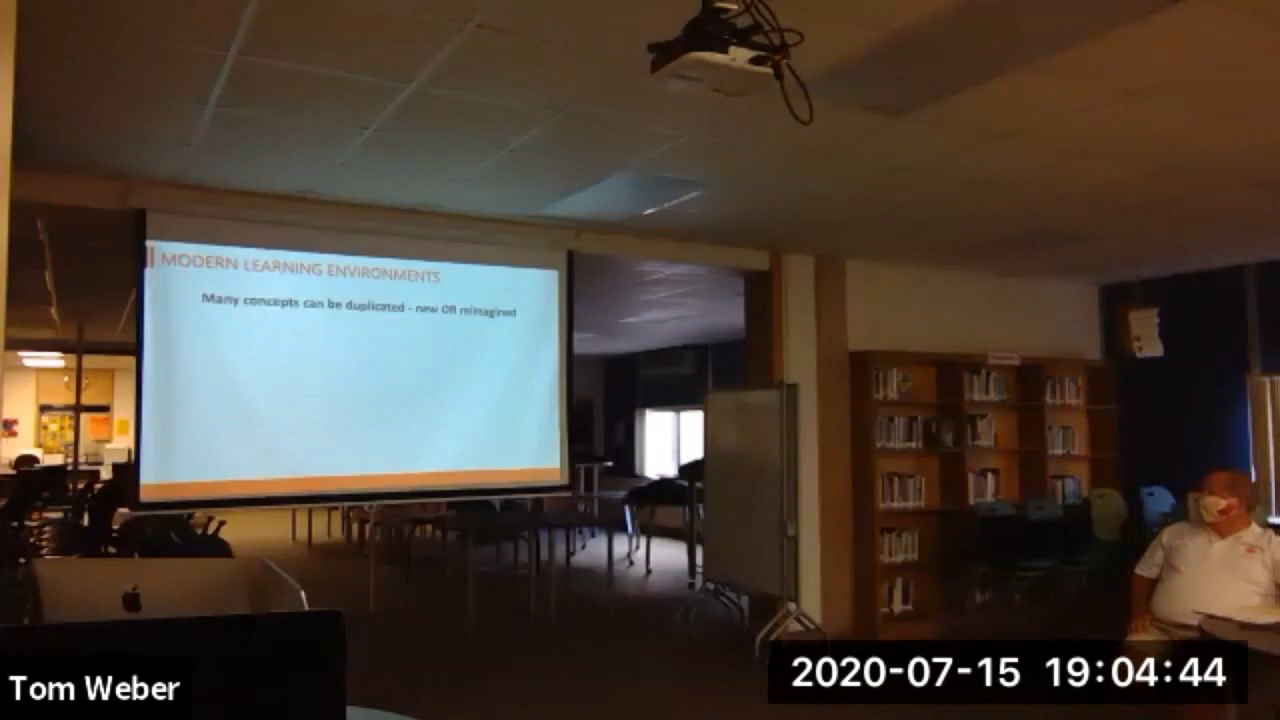 MODERN LEARNING ENVIRONMENTS
Many concepts can be duplicated - new OR reimagined
Tom Weber
2020-07-15 19:04:44